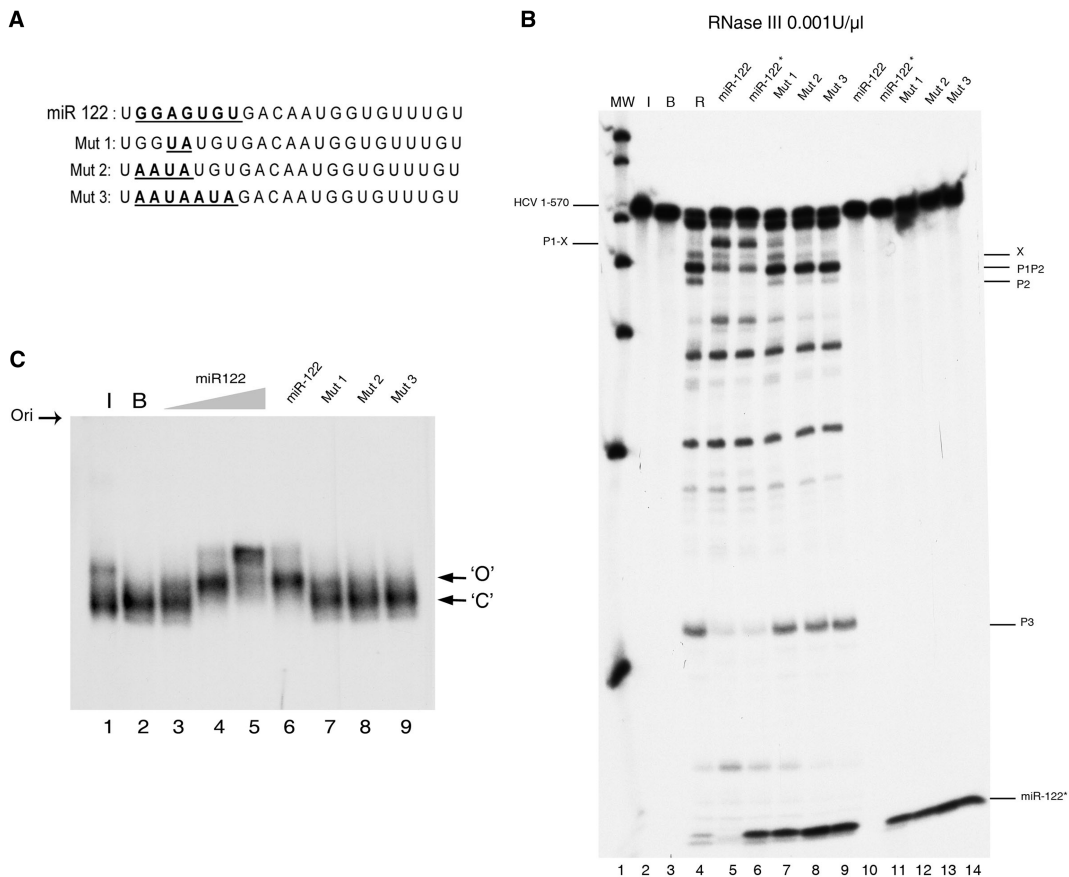 A
miR 122 : U G G A G U G U G A C A A U G G U G U U U G U
Mut 1: U G G U A U G U G A C A A U G G U G U U U G U
Mut 2: U A A U A U G U G A C A A U G G U G U U U G U
Mut 3: U A A U A A U A G A C A A U G G U G U U U G U
B
RNase III 0.001U/µl
MW I B R miR-122 miR-122* Mut 1 Mut 2 Mut 3 miR-122 miR-122* Mut 1 Mut 2 Mut 3
HCV 1-570
P1-X
X
P1P2
P2
P3
miR-122*
1 2 3 4 5 6 7 8 9 10 11 12 13 14
C
I B miR122 miR-122 Mut 1 Mut 2 Mut 3
Ori
'O'
'C'
1 2 3 4 5 6 7 8 9